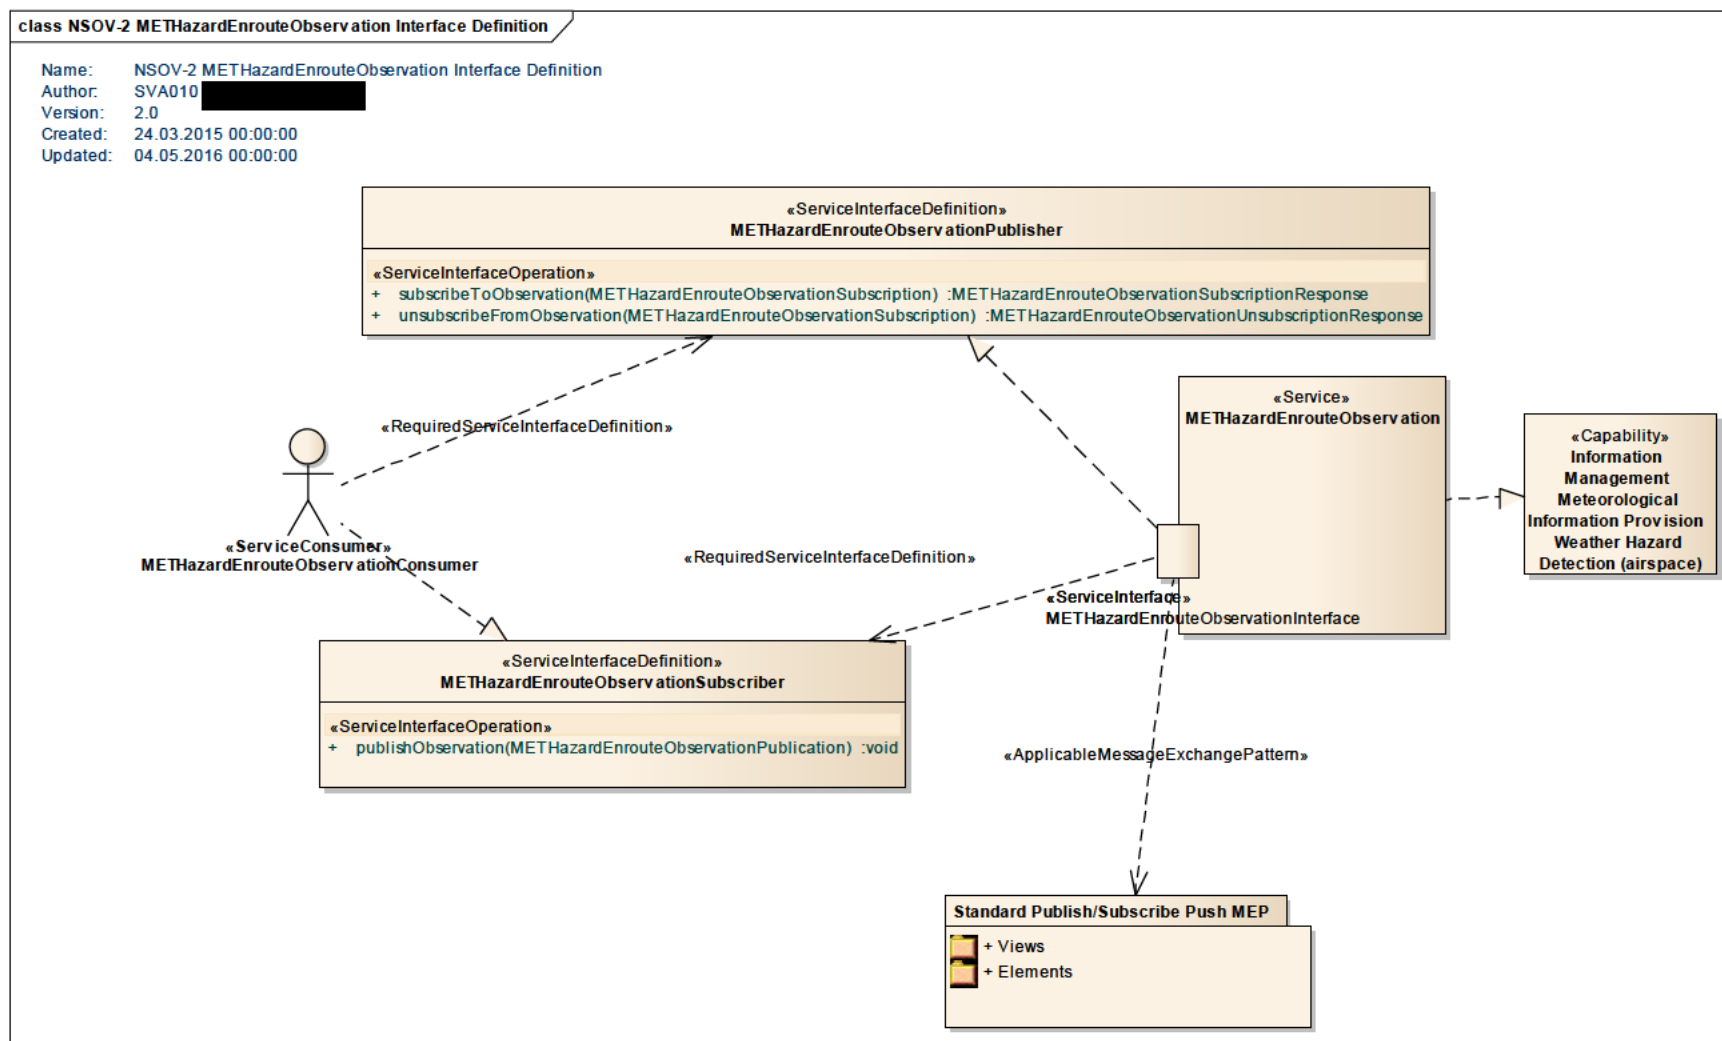 class NSOV-2 METHazardEnrouteObservation Interface Definition
Name: NSOV-2 METHazardEnrouteObservation Interface Definition
Author: SVA010
Version: 2.0
Created: 24.03.2015 00:00:00
Updated: 04.05.2016 00:00:00
«ServiceInterfaceDefinition»
METHazardEnrouteObservationPublisher
«ServiceInterfaceOperation»
+ subscribeToObservation(METHazardEnrouteObservationSubscription) :METHazardEnrouteObservationSubscriptionResponse
+ unsubscribeFromObservation(METHazardEnrouteObservationSubscription) :METHazardEnrouteObservationUnsubscriptionResponse
«RequiredServiceInterfaceDefinition»
«Service»
METHazardEnrouteObservation
«Capability»
Information
Management
Meteorological
Information Provision
Weather Hazard
Detection (airspace)
«ServiceConsumer»
METHazardEnrouteObservationConsumer
«RequiredServiceInterfaceDefinition»
«ServiceInterface»
METHazardEnrouteObservationInterface
«ServiceInterfaceDefinition»
METHazardEnrouteObservationSubscriber
«ServiceInterfaceOperation»
+ publishObservation(METHazardEnrouteObservationPublication) :void
«ApplicableMessageExchangePattern»
Standard Publish/Subscribe Push MEP
+ Views
+ Elements